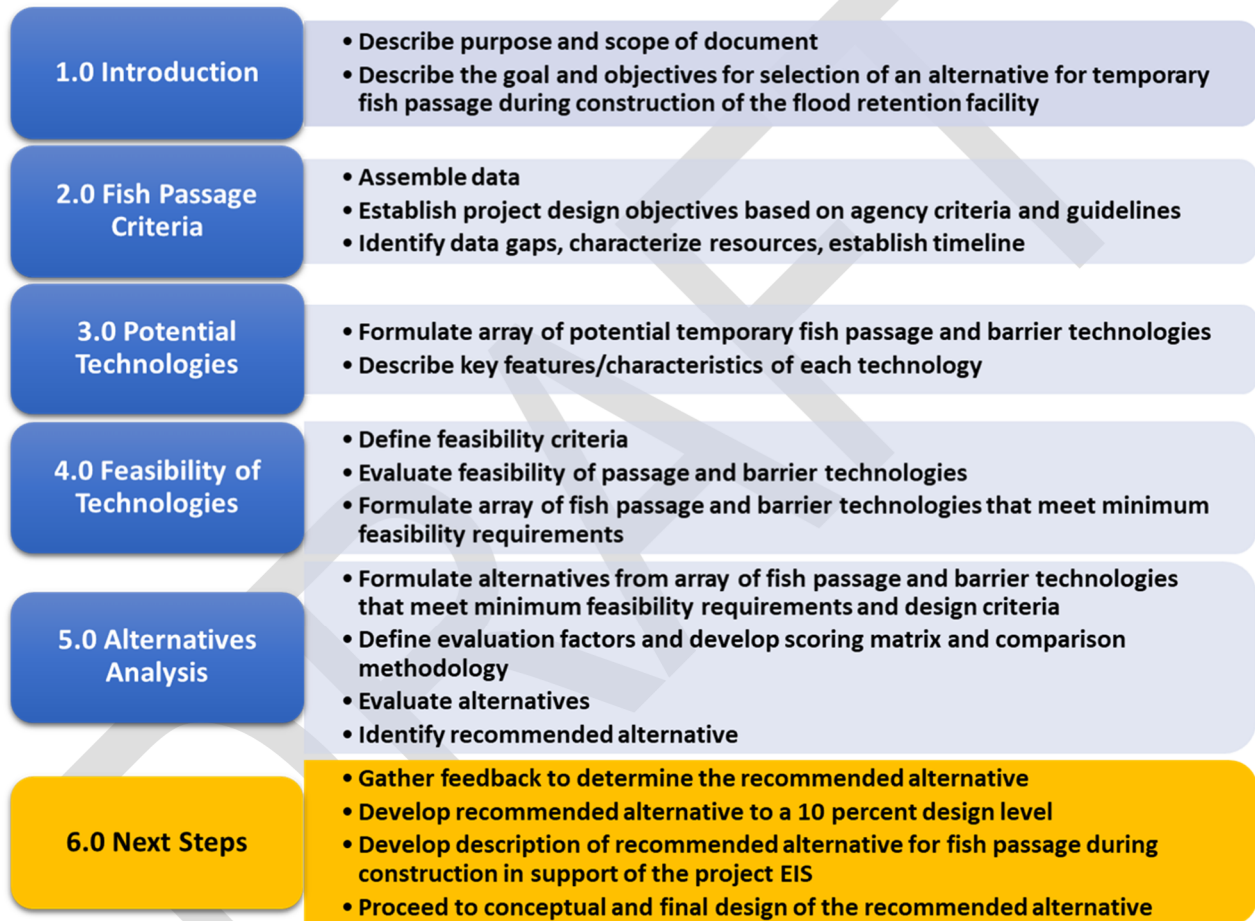 1.0 Introduction
• Describe purpose and scope of document
• Describe the goal and objectives for selection of an alternative for temporary
fish passage during construction of the flood retention facility
2.0 Fish Passage
Criteria
• Assemble data
• Establish project design objectives based on agency criteria and guidelines
• Identify data gaps, characterize resources, establish timeline
3.0 Potential
Technologies
• Formulate array of potential temporary fish passage and barrier technologies
• Describe key features/characteristics of each technology
4.0 Feasibility of
Technologies
• Define feasibility criteria
• Evaluate feasibility of passage and barrier technologies
• Formulate array of fish passage and barrier technologies that meet minimum
feasibility requirements
5.0 Alternatives
Analysis
• Formulate alternatives from array of fish passage and barrier technologies
that meet minimum feasibility requirements and design criteria
• Define evaluation factors and develop scoring matrix and comparison
methodology
• Evaluate alternatives
• Identify recommended alternative
6.0 Next Steps
• Gather feedback to determine the recommended alternative
• Develop recommended alternative to a 10 percent design level
• Develop description of recommended alternative for fish passage during
construction in support of the project EIS
• Proceed to conceptual and final design of the recommended alternative
DRAFT